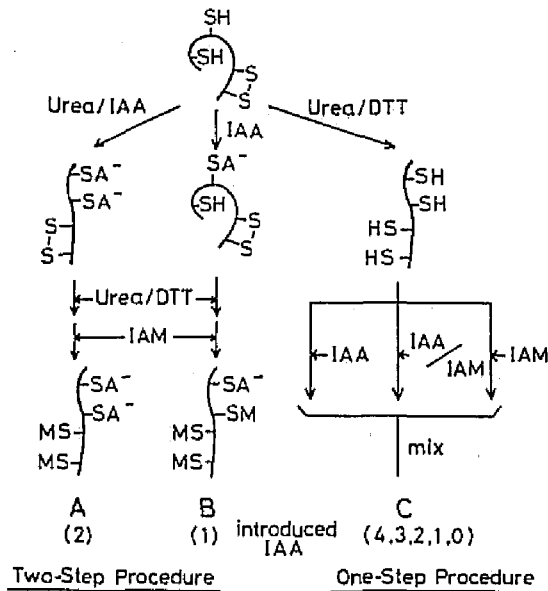 SH
SH
S
S
Urea/IAA
IAA
Urea/DTT
SA⁻
SA⁻
S
S
SA⁻
SH
S
S
SH
SH
HS
HS
Urea/DTT
IAM
IAA
IAA
IAM
IAM
SA⁻
SA⁻
MS
MS
SA⁻
SM
MS
MS
mix
A
B
C
(2)
(1)
introduced
IAA
(4,3,2,1,0)
Two-Step Procedure
One-Step Procedure